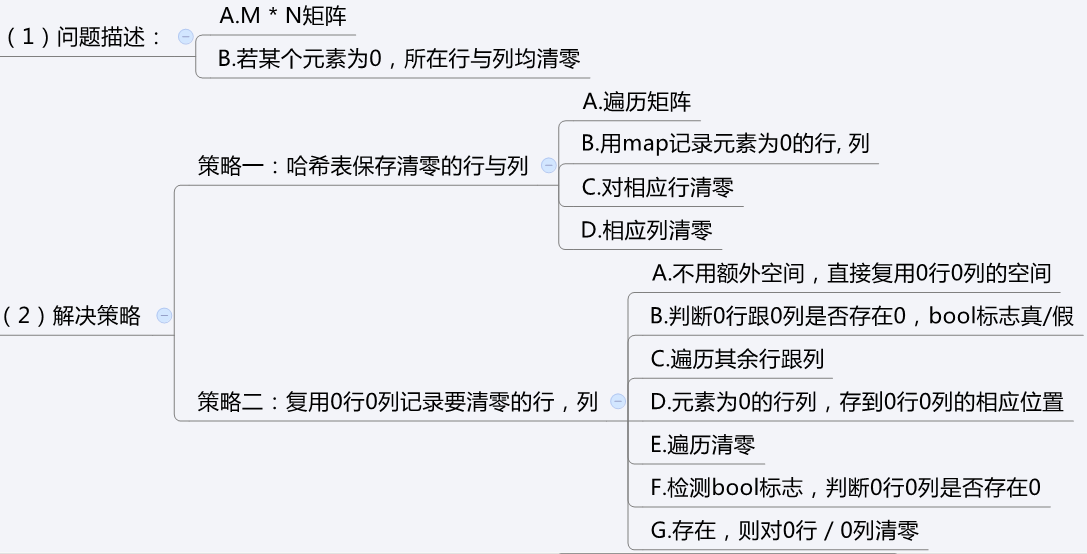 （1）问题描述：
A.M * N矩阵
B.若某个元素为0，所在行与列均清零
（2）解决策略
策略一：哈希表保存清零的行与列
A.遍历矩阵
B.用map记录元素为0的行, 列
C.对相应行清零
D.相应列清零
策略二：复用0行0列记录要清零的行，列
A.不用额外空间，直接复用0行0列的空间
B.判断0行跟0列是否存在0，bool标志真/假
C.遍历其余行跟列
D.元素为0的行列，存到0行0列的相应位置
E.遍历清零
F.检测bool标志，判断0行0列是否存在0
G.存在，则对0行 / 0列清零